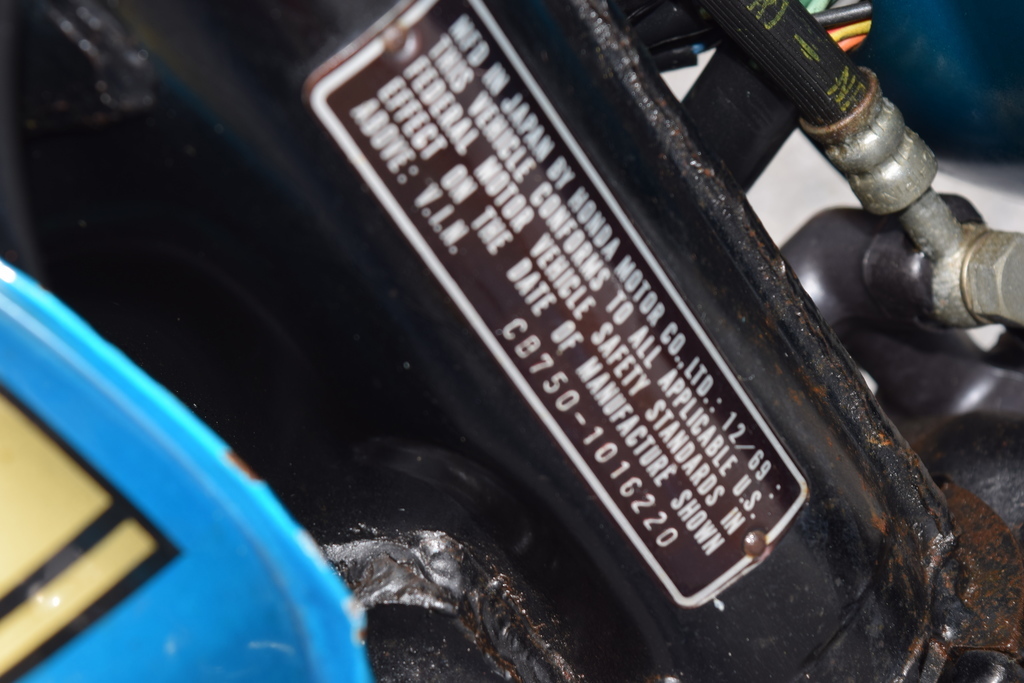 MFD. IN JAPAN BY HONDA MOTOR CO.,LTD.: 12/69.
THIS VEHICLE CONFORMS TO ALL APPLICABLE U.S.
FEDERAL MOTOR VEHICLE SAFETY STANDARDS IN
EFFECT ON THE DATE OF MANUFACTURE SHOWN
ABOVE: V.I.N. CB750-1016220